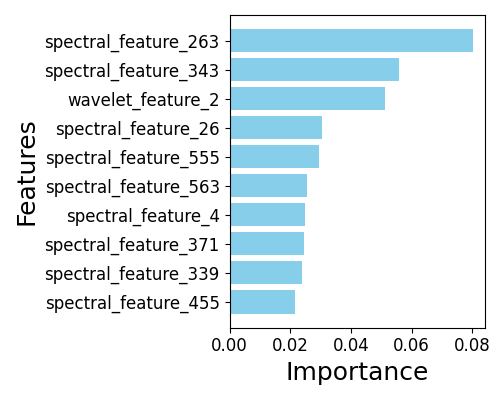 spectral_feature_263
spectral_feature_343
wavelet_feature_2
spectral_feature_26
spectral_feature_555
spectral_feature_563
spectral_feature_4
spectral_feature_371
spectral_feature_339
spectral_feature_455
Features
0.00 0.02 0.04 0.06 0.08
Importance